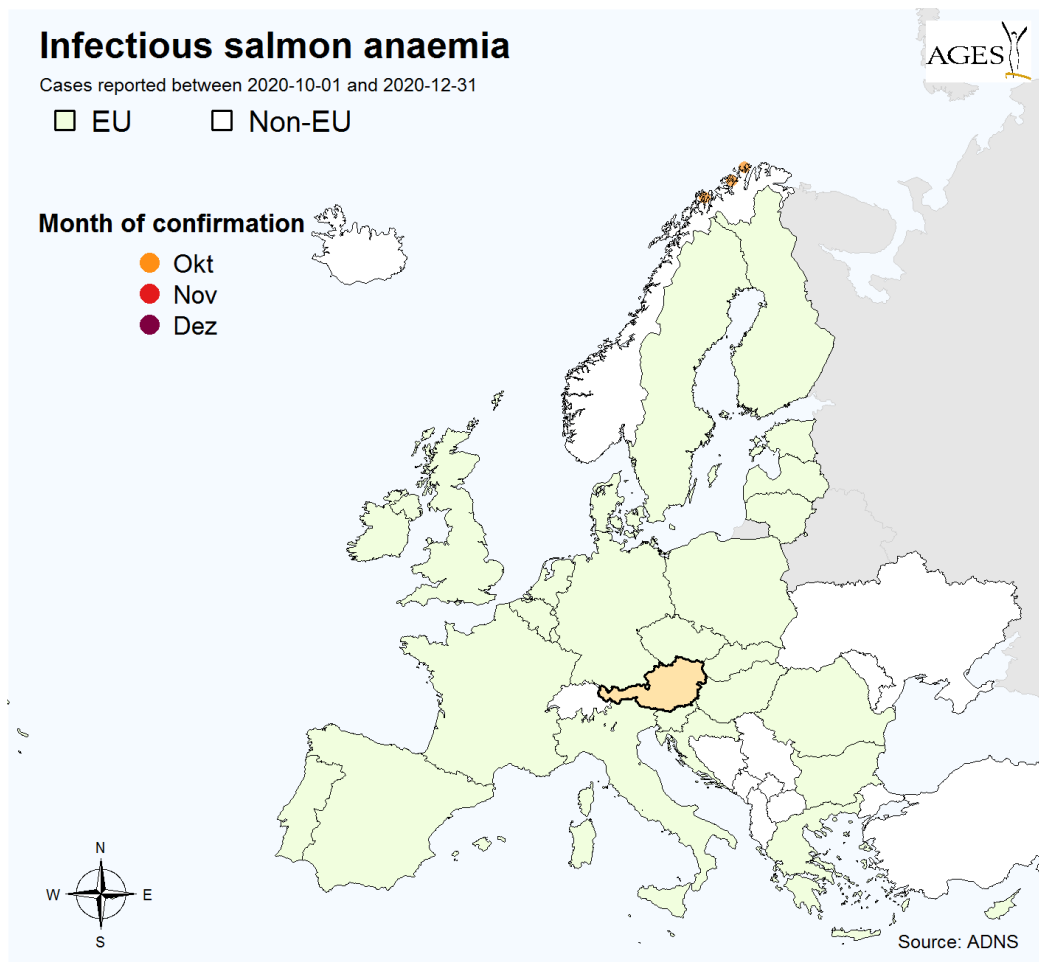 Infectious salmon anaemia
AGES
Cases reported between 2020-10-01 and 2020-12-31
EU
Non-EU
Month of confirmation
Okt
Nov
Dez
N
W
E
S
Source: ADNS